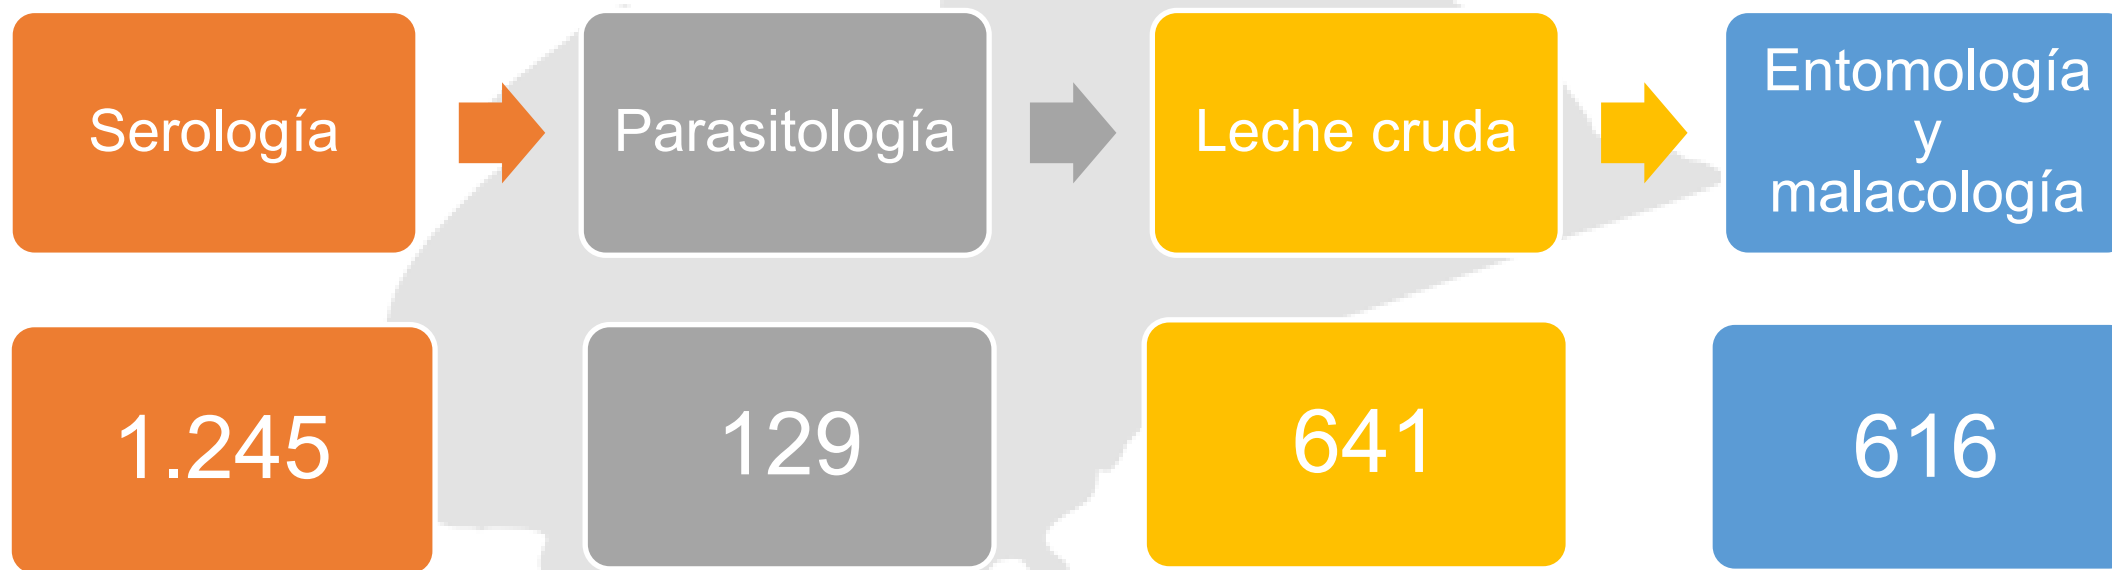 Serología
Parasitología
Leche cruda
Entomología
y
malacología
1.245
129
641
616